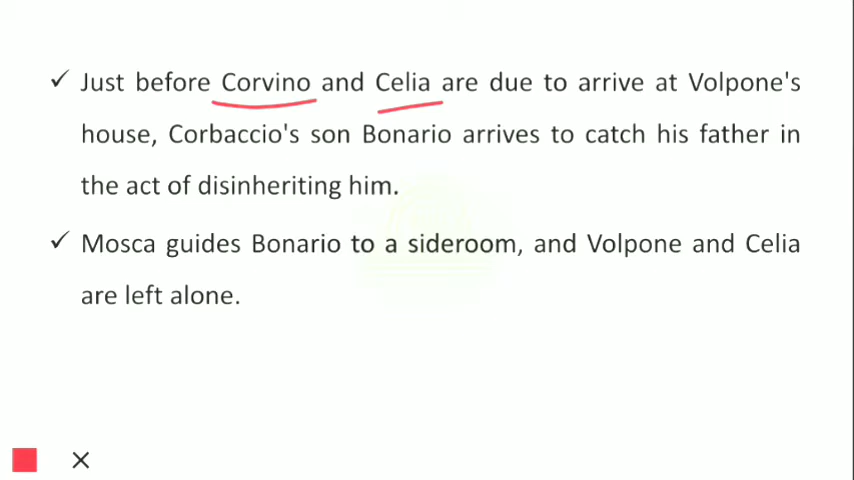 ✓ Just before Corvino and Celia are due to arrive at Volpone's
house, Corbaccio's son Bonario arrives to catch his father in
the act of disinheriting him.
✓ Mosca guides Bonario to a sideroom, and Volpone and Celia
are left alone.